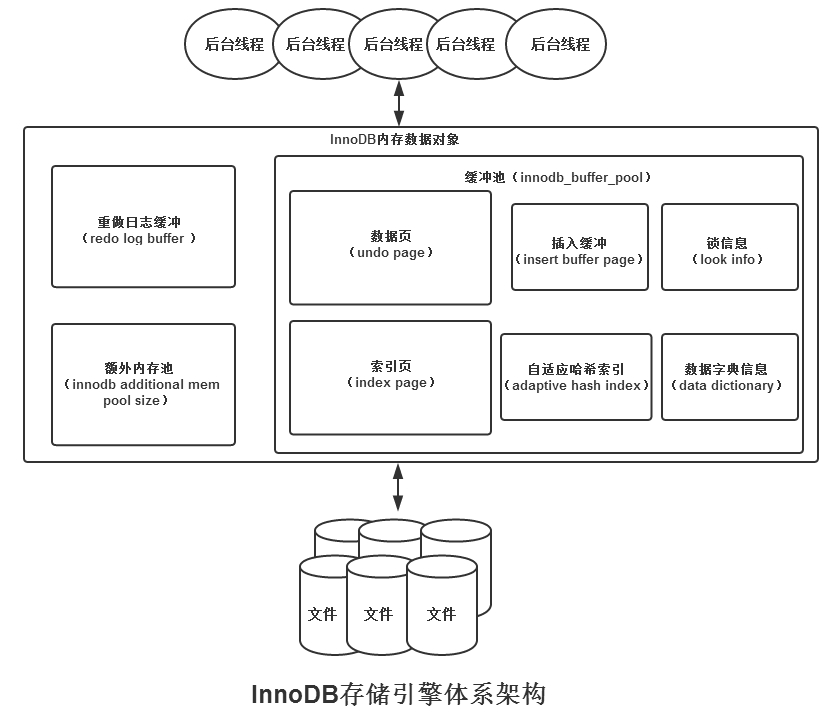 后台线程 后台线程 后台线程 后台线程 后台线程
InnoDB内存数据对象
重做日志缓冲
（redo log buffer ）
额外内存池
（innodb additional mem
pool size）
缓冲池（innodb_buffer_pool）
数据页
（undo page）
插入缓冲
（insert buffer page）
锁信息
（look info）
索引页
（index page）
自适应哈希索引
（adaptive hash index）
数据字典信息
（data dictionary）
文件 文件 文件
InnoDB存储引擎体系架构